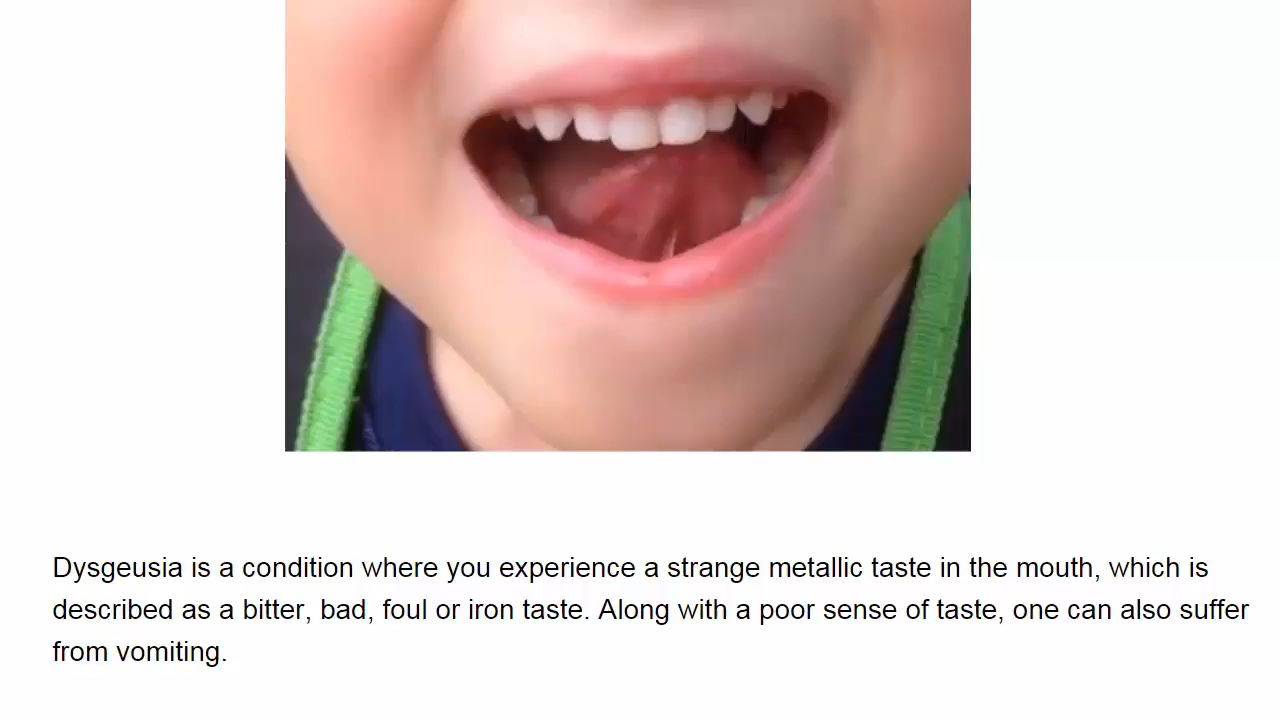 Dysgeusia is a condition where you experience a strange metallic taste in the mouth, which is
described as a bitter, bad, foul or iron taste. Along with a poor sense of taste, one can also suffer
from vomiting.